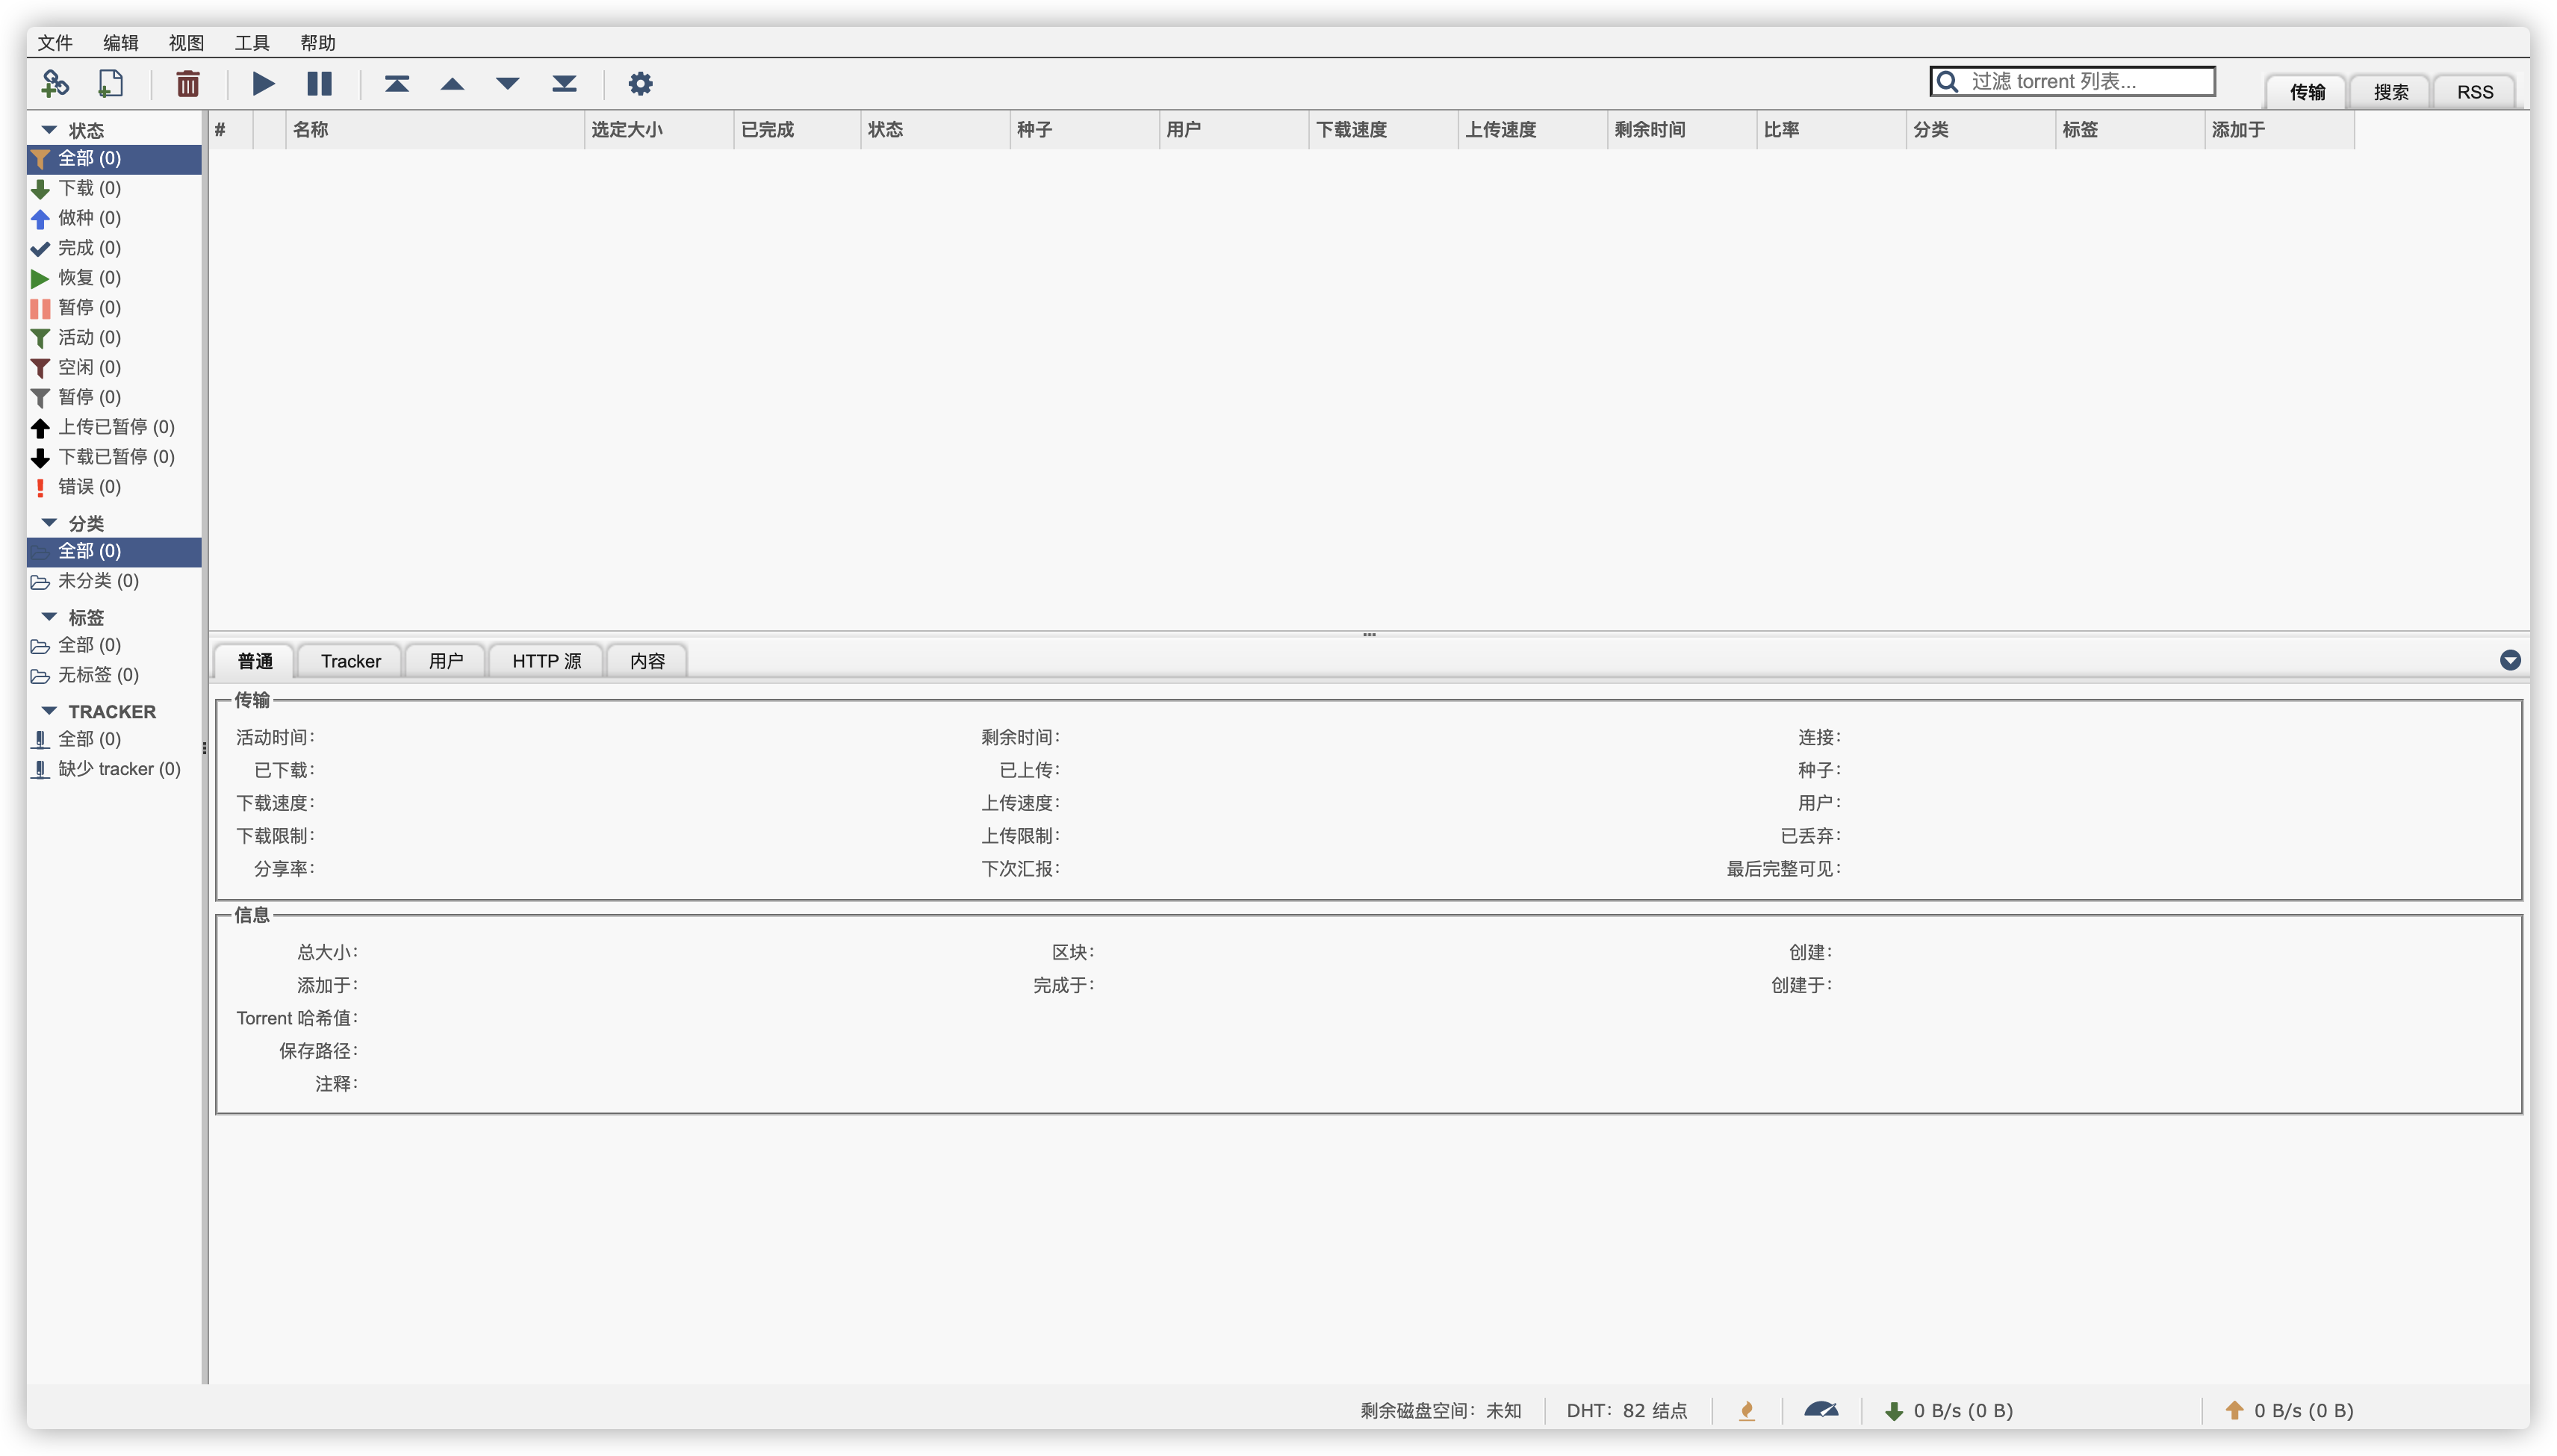 文件 编辑 视图 工具 帮助
过滤 torrent 列表...
传输 搜索 RSS
状态
全部 (0)
下载 (0)
做种 (0)
完成 (0)
恢复 (0)
暂停 (0)
活动 (0)
空闲 (0)
暂停 (0)
上传已暂停 (0)
下载已暂停 (0)
错误 (0)
分类
全部 (0)
未分类 (0)
标签
全部 (0)
无标签 (0)
TRACKER
全部 (0)
缺少 tracker (0)
# 名称 选定大小 已完成 状态 种子 用户 下载速度 上传速度 剩余时间 比率 分类 标签 添加于
普通 Tracker 用户 HTTP 源 内容
传输
活动时间： 剩余时间： 连接：
已下载： 已上传： 种子：
下载速度： 上传速度： 用户：
下载限制： 上传限制： 已丢弃：
分享率： 下次汇报： 最后完整可见：
信息
总大小： 区块： 创建：
添加于： 完成于： 创建于：
Torrent 哈希值：
保存路径：
注释：
剩余磁盘空间：未知 DHT：82 结点 0 B/s (0 B) 0 B/s (0 B)